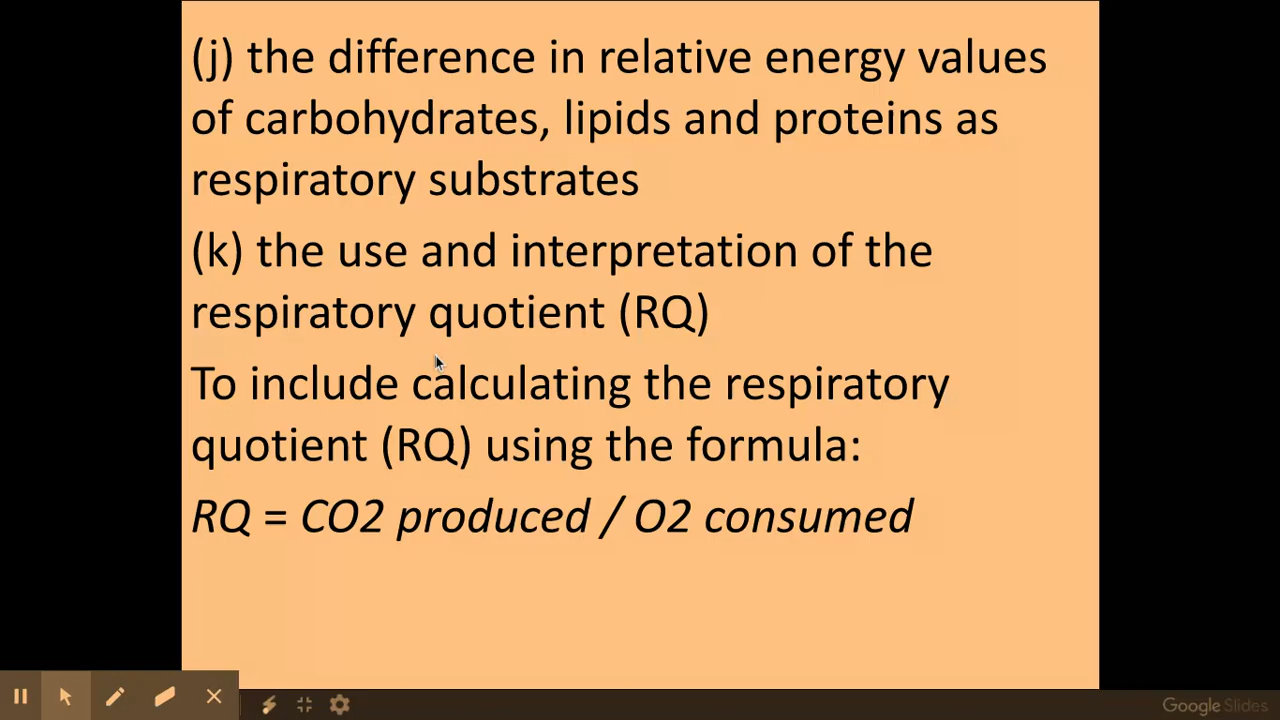 (j) the difference in relative energy values
of carbohydrates, lipids and proteins as
respiratory substrates
(k) the use and interpretation of the
respiratory quotient (RQ)
To include calculating the respiratory
quotient (RQ) using the formula:
RQ = CO2 produced / O2 consumed
Google Slides